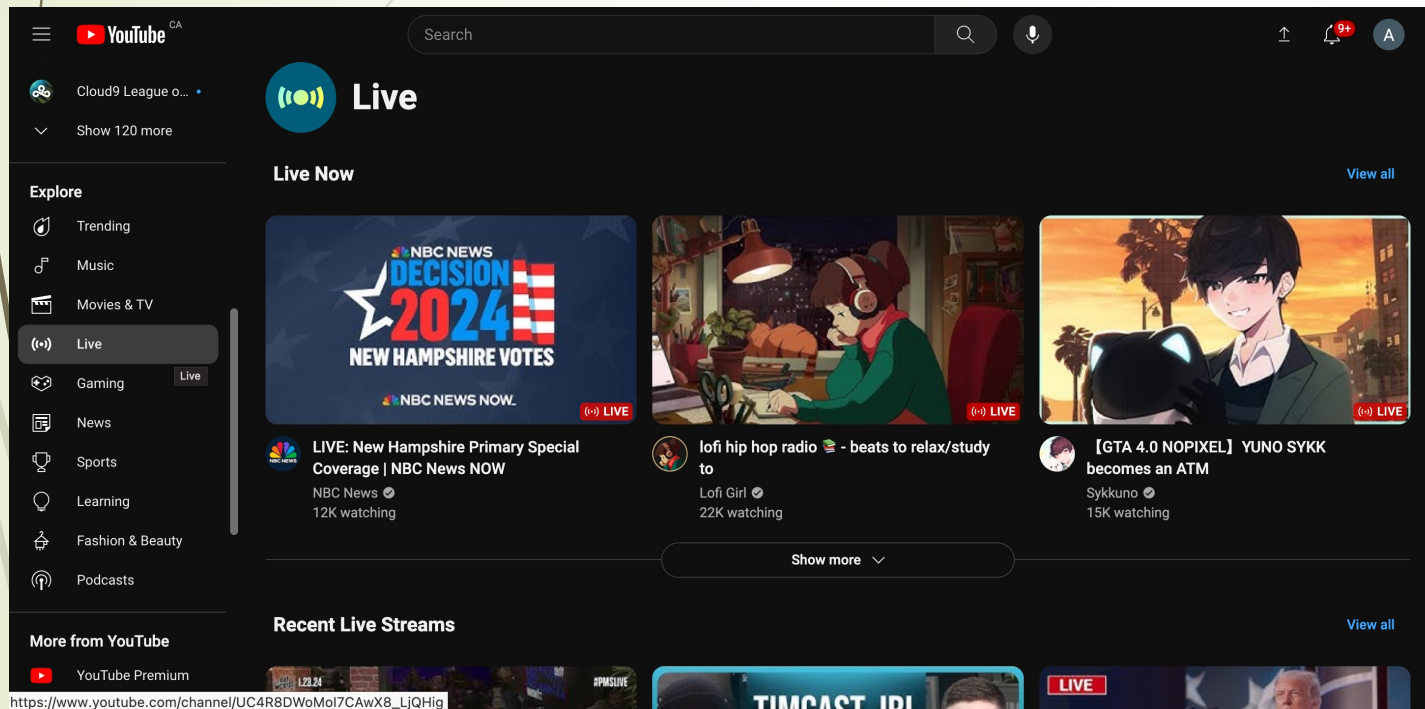 YouTube CA
Search
9+
A
Cloud9 League o... •
Show 120 more
Explore
Trending
Music
Movies & TV
Live
Gaming
Live
News
Sports
Learning
Fashion & Beauty
Podcasts
More from YouTube
YouTube Premium
https://www.youtube.com/channel/UC4R8DWoMoI7CAwX8_LjQHig
Live
Live Now
View all
NBC NEWS
DECISION
2024
NEW HAMPSHIRE VOTES
NBC NEWS NOW
LIVE
LIVE
LIVE
NBC NEWS
LIVE: New Hampshire Primary Special
Coverage | NBC News NOW
NBC News
12K watching
lofi hip hop radio 📚 - beats to relax/study
to
Lofi Girl
22K watching
【GTA 4.0 NOPIXEL】YUNO SYKK
becomes an ATM
Sykkuno
15K watching
Show more
Recent Live Streams
View all
1.23.24
#PMSLIVE
TIMCAST IRL
LIVE